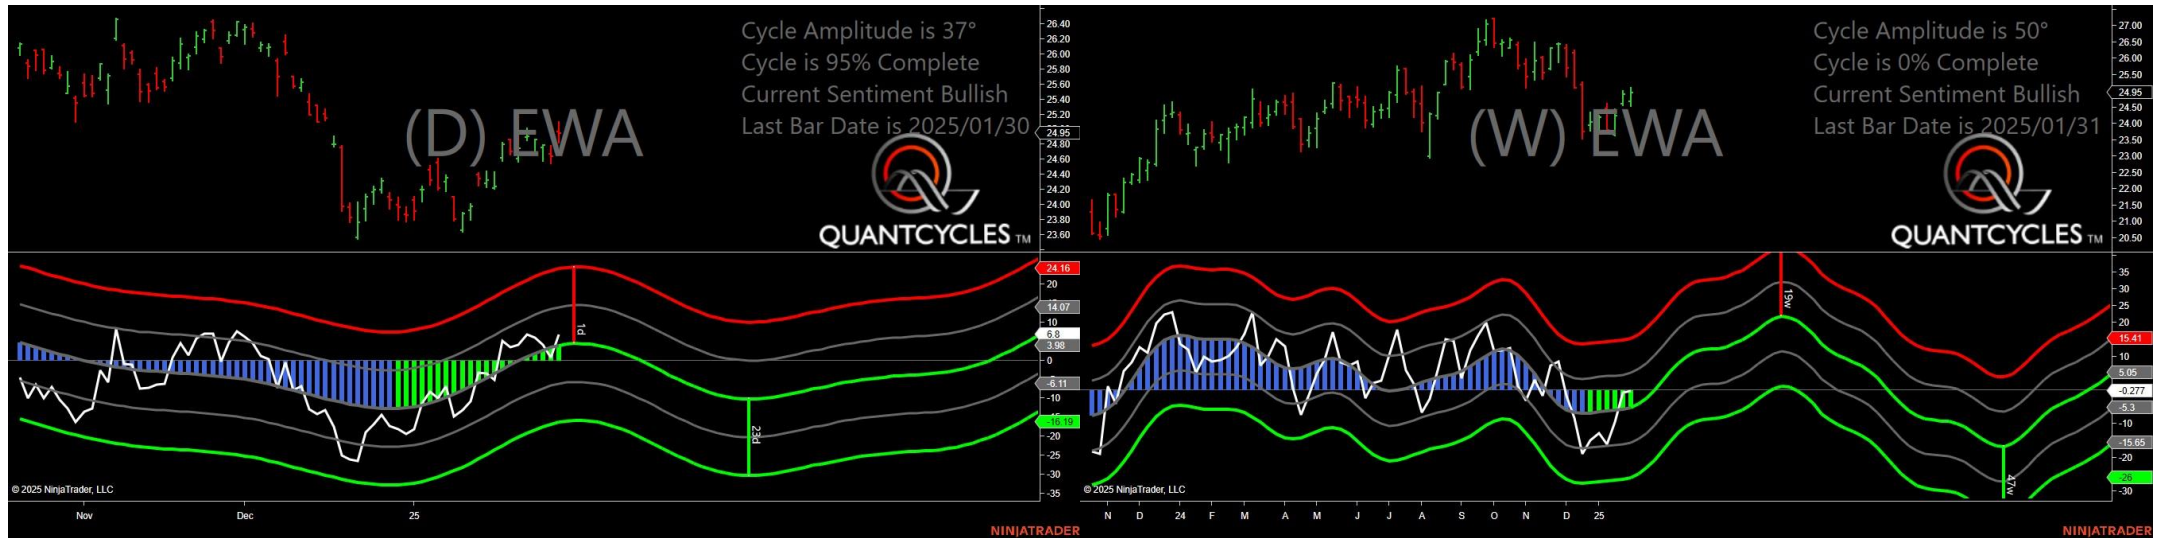 Cycle Amplitude is 37°
Cycle is 95% Complete
Current Sentiment Bullish
Last Bar Date is 2025/01/30
(D) EWA
QUANTCYCLES TM
26.40
26.20
26.00
25.80
25.60
25.40
25.20
24.95
24.80
24.60
24.40
24.20
24.00
23.80
23.60
24.16
20
14.07
10
6.8
3.98
0
-6.11
-10
-16.19
-20
-25
-30
-35
1d
23d
© 2025 NinjaTrader, LLC
Nov Dec 25
NINJATRADER
Cycle Amplitude is 50°
Cycle is 0% Complete
Current Sentiment Bullish
Last Bar Date is 2025/01/31
(W) EWA
QUANTCYCLES TM
27.00
26.50
26.00
25.50
24.95
24.50
24.00
23.50
23.00
22.50
22.00
21.50
21.00
20.50
35
30
25
20
15.41
10
5.05
-0.277
-5.3
-10
-15.65
-20
-26
-30
19w
47w
© 2025 NinjaTrader, LLC
N D 24 F M A M J J A S O N D 25
NINJATRADER